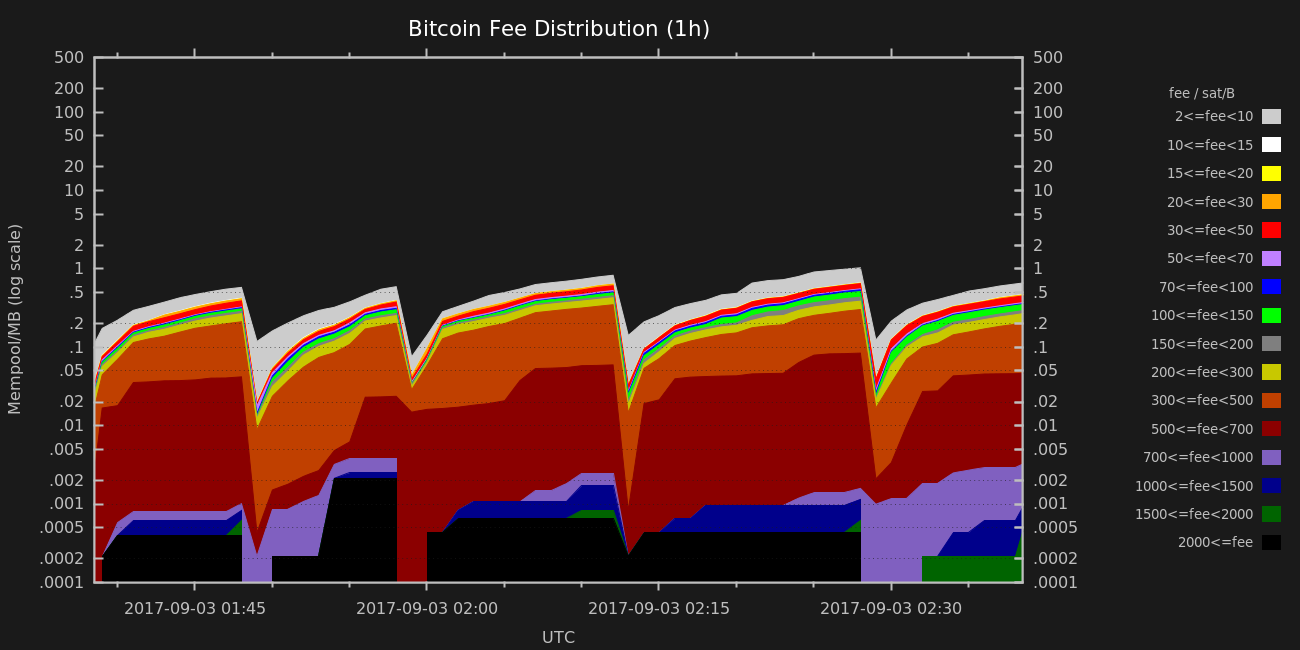 Bitcoin Fee Distribution (1h)
500 500
200 200
100 100
50 50
20 20
10 10
5 5
2 2
1 1
.5 .5
.2 .2
.1 .1
.05 .05
.02 .02
.01 .01
.005 .005
.002 .002
.001 .001
.0005 .0005
.0002 .0002
.0001 .0001
Mempool/MB (log scale)
2017-09-03 01:45 2017-09-03 02:00 2017-09-03 02:15 2017-09-03 02:30
UTC
fee / sat/B
2<=fee<10
10<=fee<15
15<=fee<20
20<=fee<30
30<=fee<50
50<=fee<70
70<=fee<100
100<=fee<150
150<=fee<200
200<=fee<300
300<=fee<500
500<=fee<700
700<=fee<1000
1000<=fee<1500
1500<=fee<2000
2000<=fee